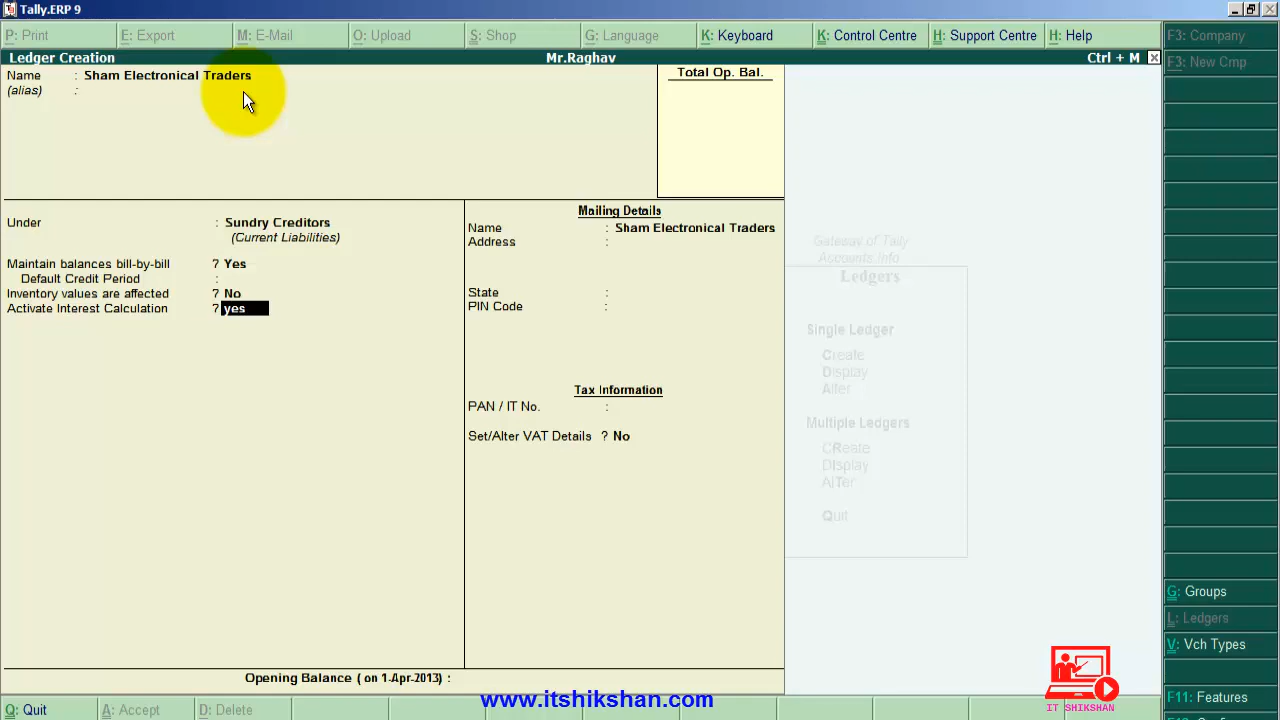 Tally.ERP 9
P: Print
E: Export
M: E-Mail
O: Upload
S: Shop
G: Language
K: Keyboard
K: Control Centre
H: Support Centre
H: Help
F3: Company
F3: New Cmp
Ledger Creation
Mr.Raghav
Ctrl + M
Name : Sham Electronical Traders
(alias) :
Total Op. Bal.
Under : Sundry Creditors
(Current Liabilities)
Maintain balances bill-by-bill ? Yes
Default Credit Period :
Inventory values are affected ? No
Activate Interest Calculation ? yes
Mailing Details
Name : Sham Electronical Traders
Address :
State :
PIN Code :
Tax Information
PAN / IT No. :
Set/Alter VAT Details ? No
Gateway of Tally
Accounts Info
Ledgers
Single Ledger
Create
Display
Alter
Multiple Ledgers
CReate
DIsplay
AlTer
Quit
Opening Balance ( on 1-Apr-2013) :
G: Groups
L: Ledgers
V: Vch Types
F11: Features
Q: Quit
A: Accept
D: Delete
www.itshikshan.com
IT SHIKSHAN